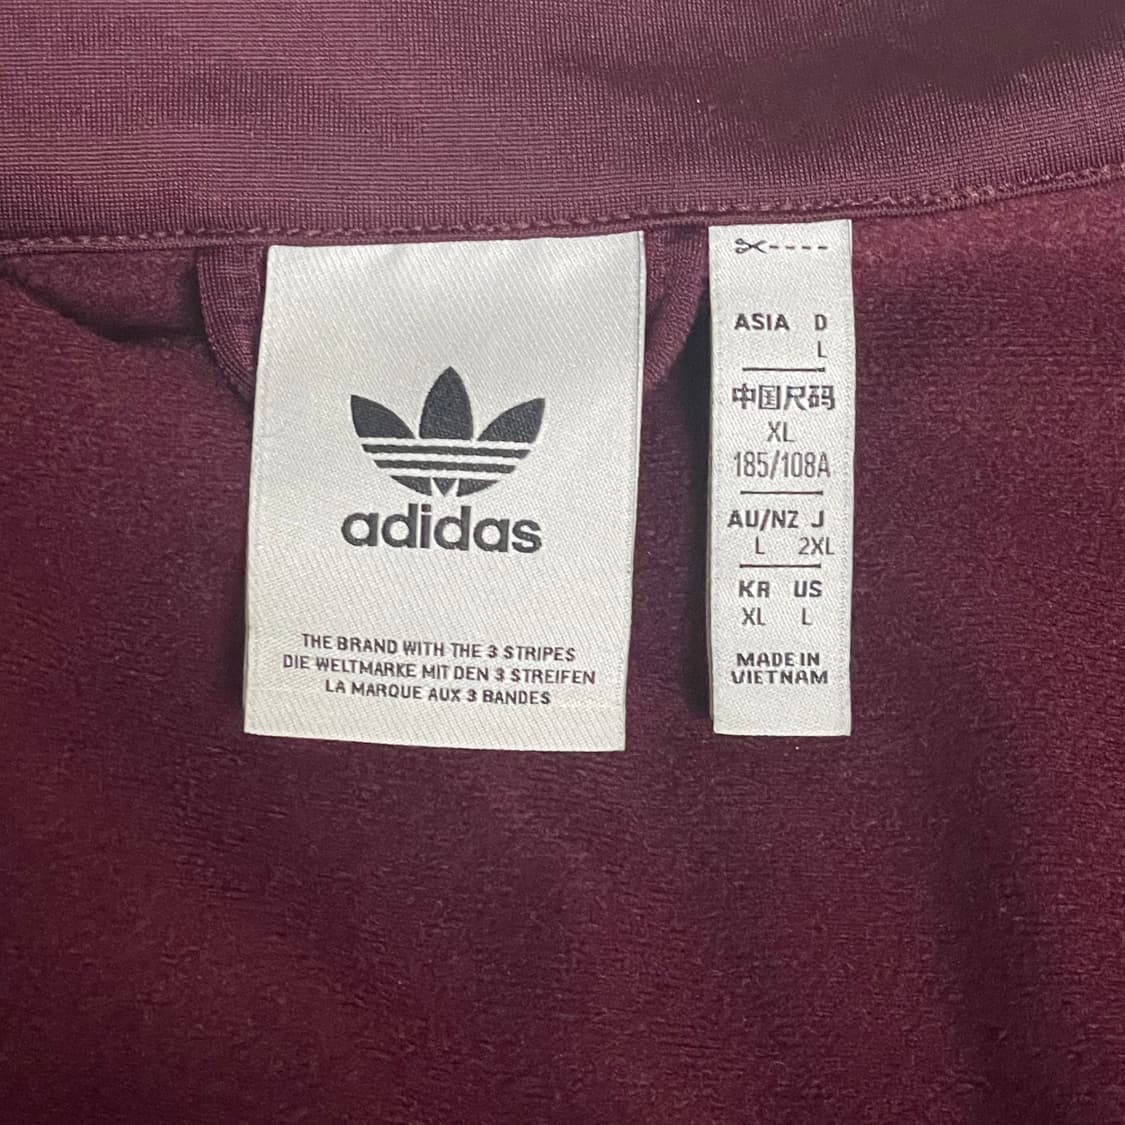 adidas
THE BRAND WITH THE 3 STRIPES
DIE WELTMARKE MIT DEN 3 STREIFEN
LA MARQUE AUX 3 BANDES
ASIA D
L
中国尺码
XL
185/108A
AU/NZ J
L 2XL
KR US
XL L
MADE IN
VIETNAM